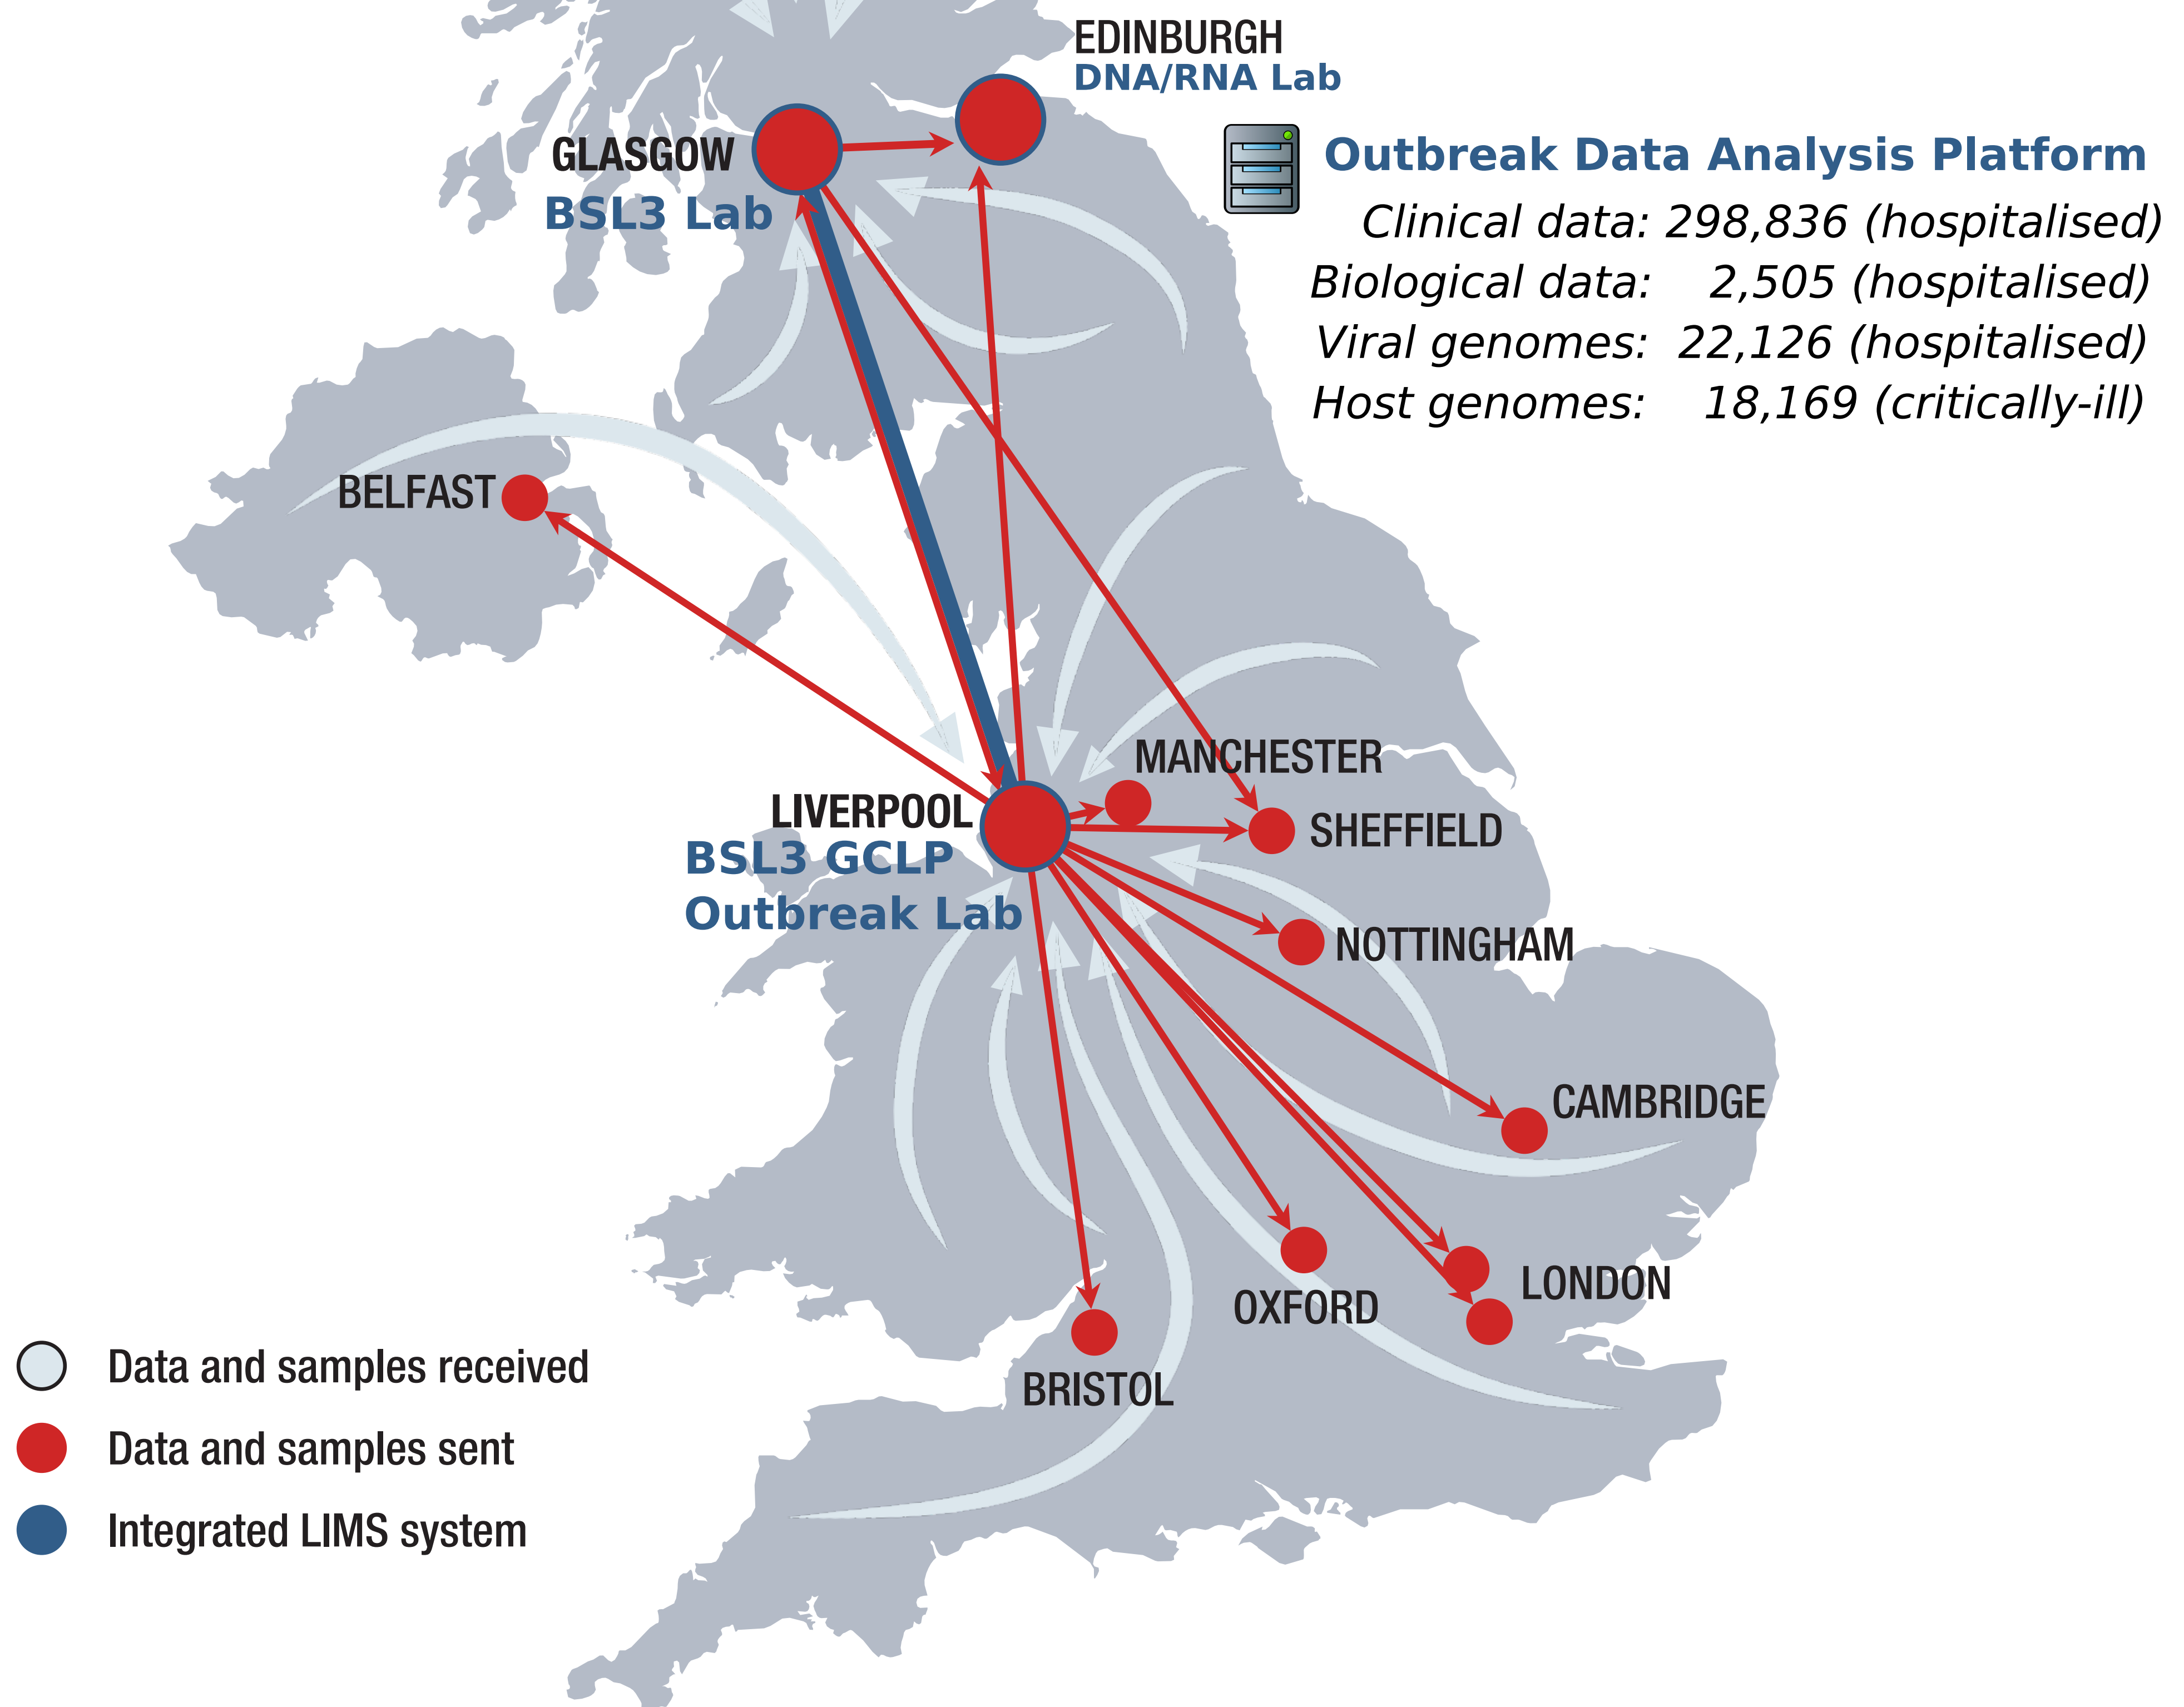 EDINBURGH
DNA/RNA Lab
GLASGOW
BSL3 Lab
Outbreak Data Analysis Platform
Clinical data: 298,836 (hospitalised)
Biological data: 2,505 (hospitalised)
Viral genomes: 22,126 (hospitalised)
Host genomes: 18,169 (critically-ill)
BELFAST
MANCHESTER
LIVERPOOL
BSL3 GCLP
Outbreak Lab
SHEFFIELD
NOTTINGHAM
CAMBRIDGE
LONDON
OXFORD
BRISTOL
Data and samples received
Data and samples sent
Integrated LIMS system